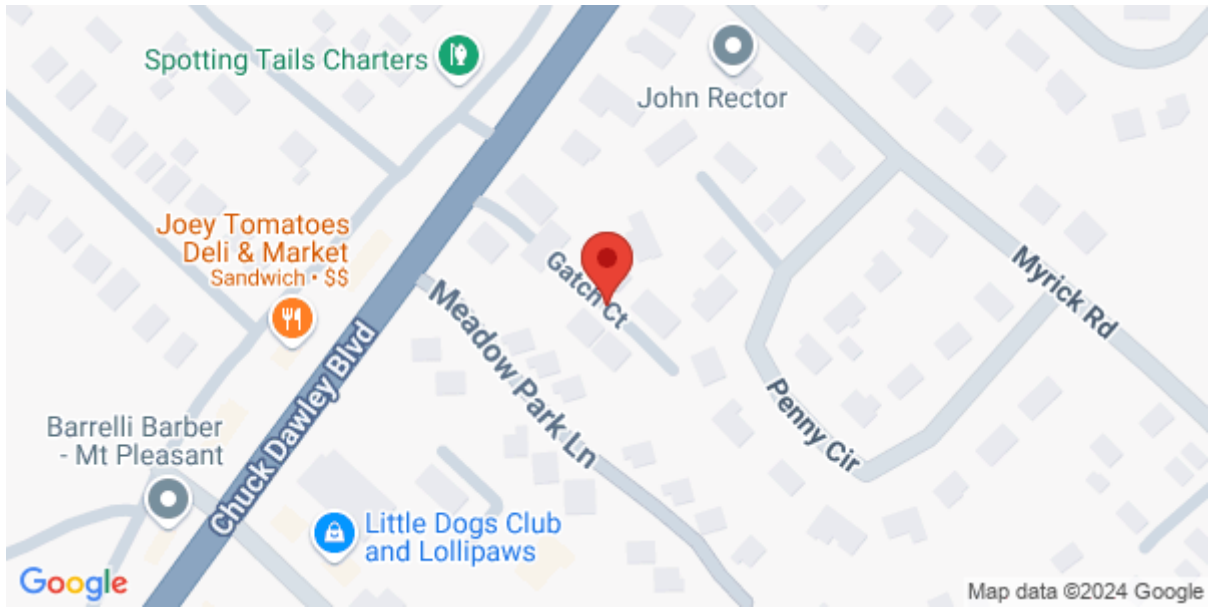 Spotting Tails Charters
John Rector
Joey Tomatoes
Deli & Market
Sandwich • $$
Gatch Ct
Myrick Rd
Meadow Park Ln
Chuck Dawley Blvd
Penny Cir
Barrelli Barber
- Mt Pleasant
Little Dogs Club
and Lollipaws
Google
Map data ©2024 Google